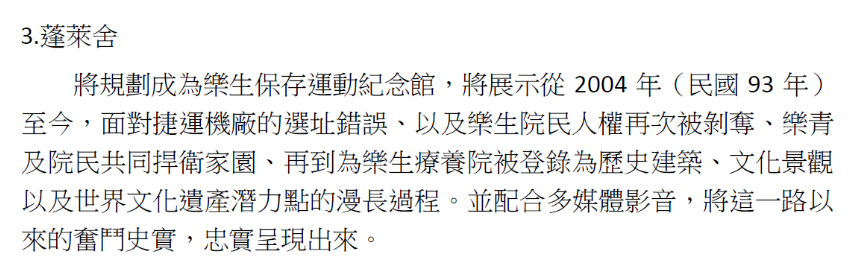 3.蓬萊舍
將規劃成為樂生保存運動紀念館，將展示從 2004 年（民國 93 年）
至今，面對捷運機廠的選址錯誤、以及樂生院民人權再次被剝奪、樂青
及院民共同捍衛家園、再到為樂生療養院被登錄為歷史建築、文化景觀
以及世界文化遺產潛力點的漫長過程。並配合多媒體影音，將這一路以
來的奮鬥史實，忠實呈現出來。